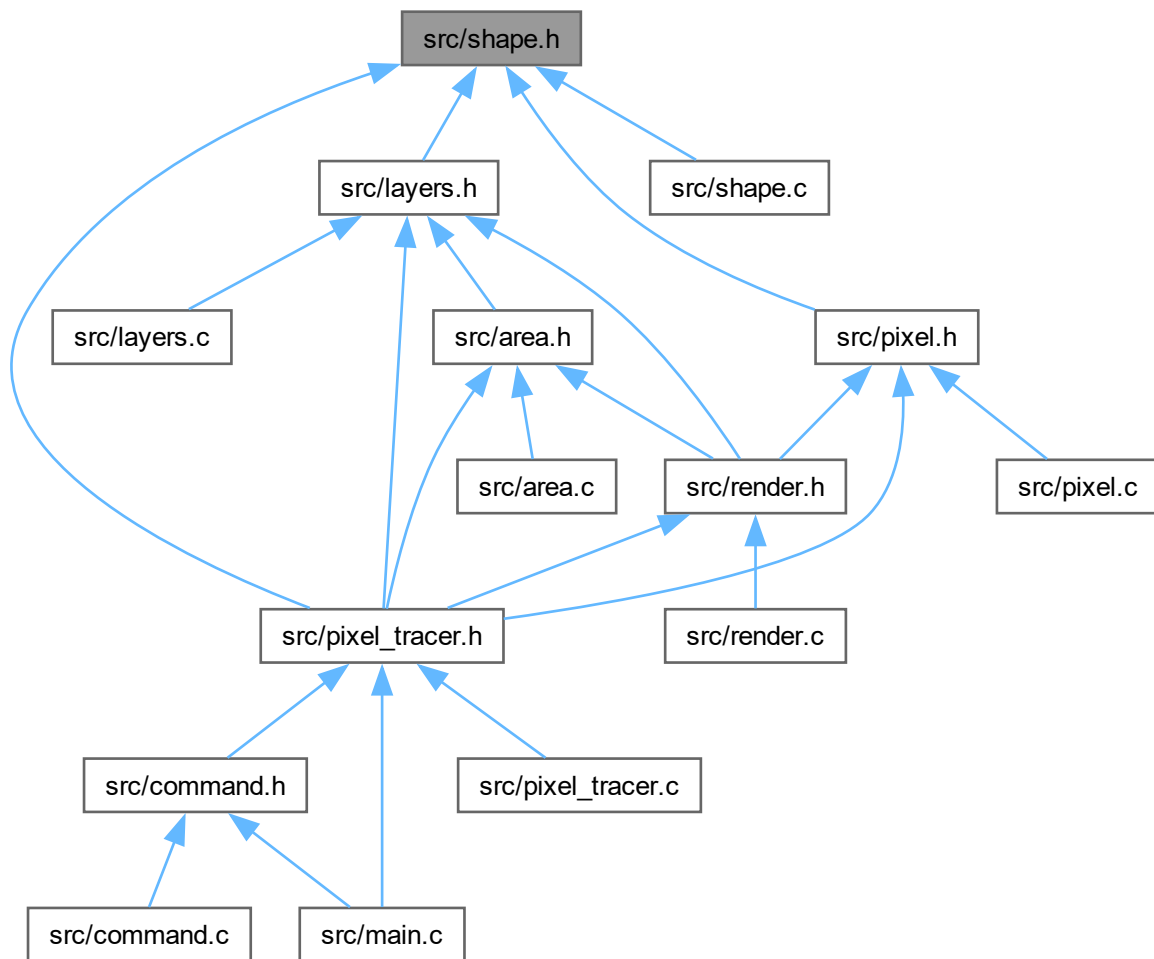 src/shape.h
src/layers.h
src/shape.c
src/layers.c
src/area.h
src/pixel.h
src/area.c
src/render.h
src/pixel.c
src/pixel_tracer.h
src/render.c
src/command.h
src/pixel_tracer.c
src/command.c
src/main.c